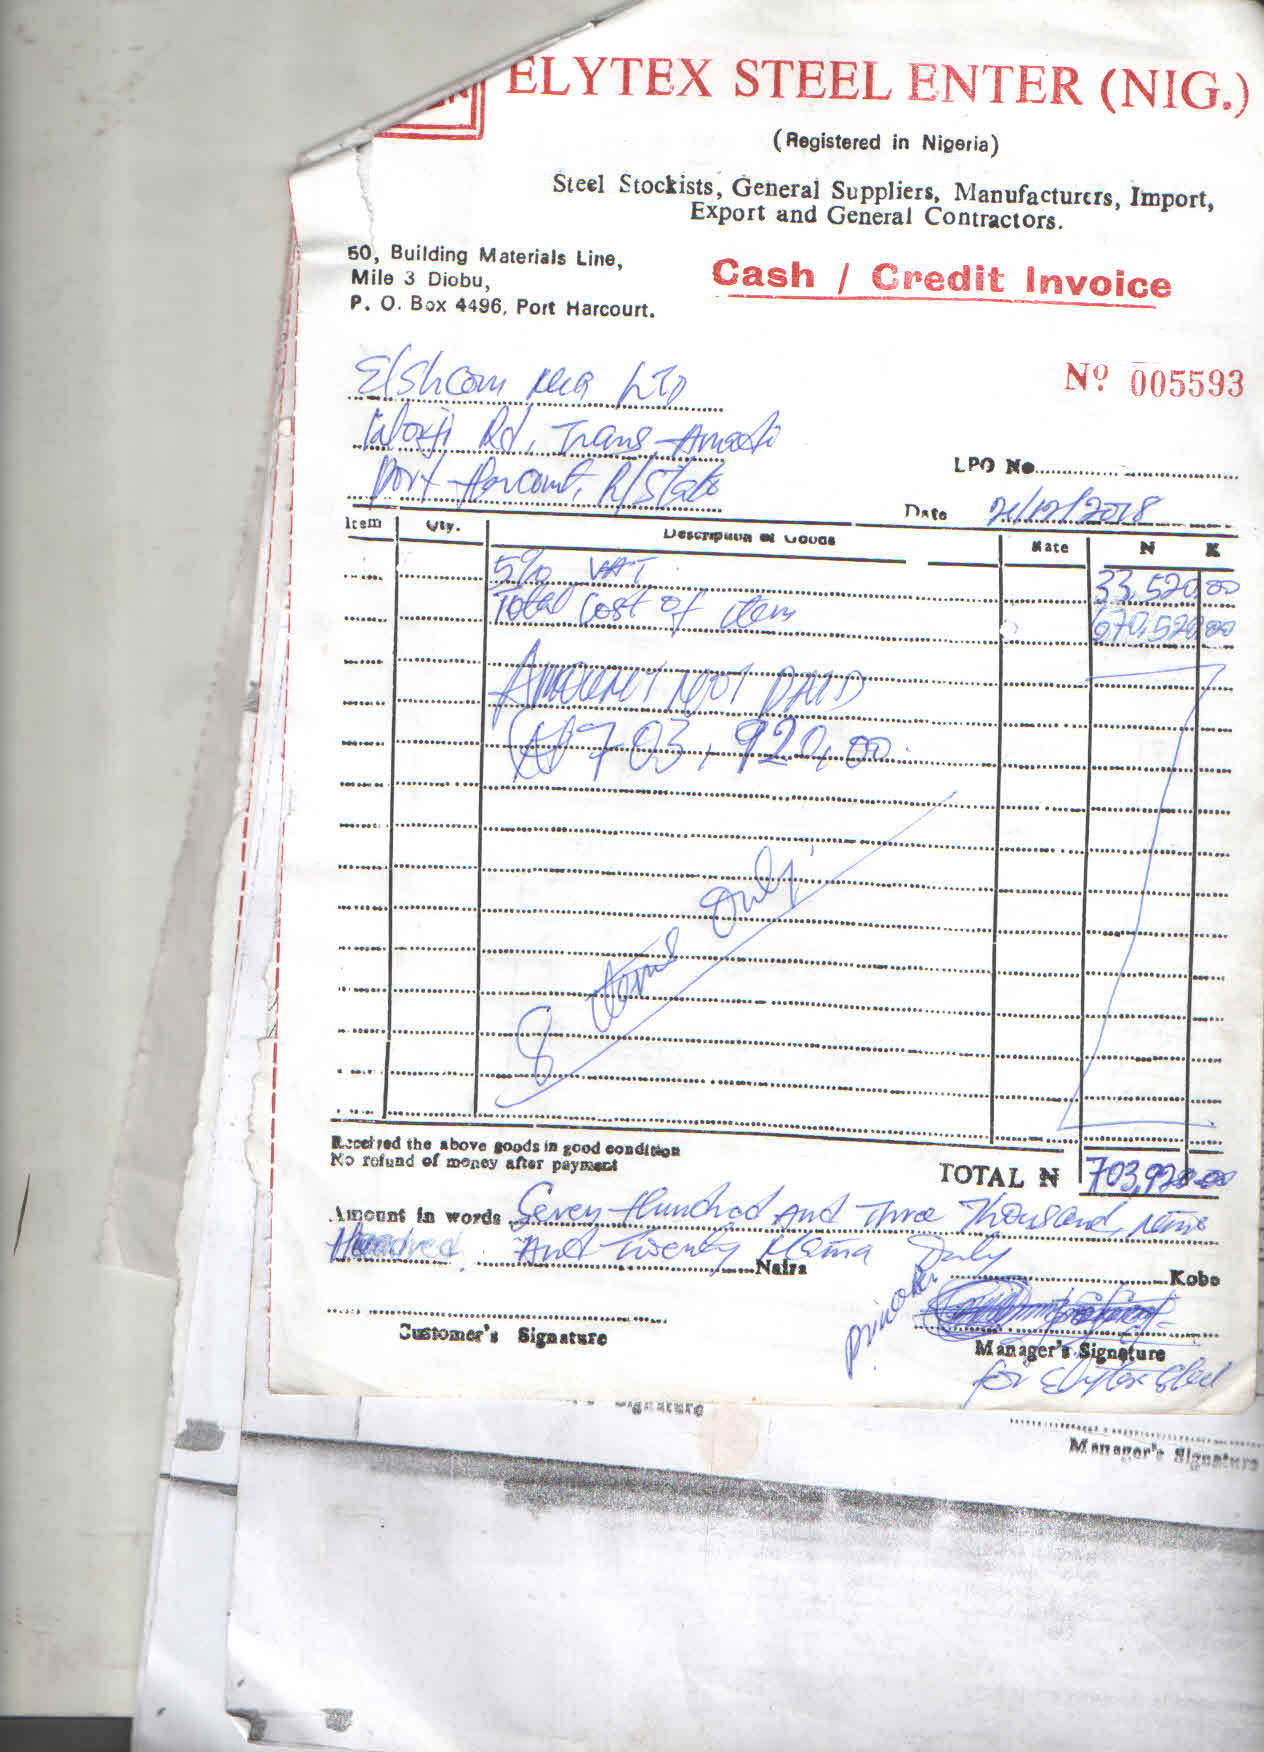 ELYTEX STEEL ENTER (NIG.)
(Registered in Nigeria)
Steel Stockists, General Suppliers, Manufacturers, Import,
Export and General Contractors.
50, Building Materials Line,
Mile 3 Diobu,
P. O. Box 4496, Port Harcourt.
Cash / Credit Invoice
Nº 005593
Elshcon Nig LTD
Woji Rd, Trans-Amadi
Port Harcourt, R/State
LPO No.
Date 21/12/2018
Item Qty. Description of Goods Rate N K
5% VAT 33,520.00
Total Cost of item 670,520.00
Amount Not PAID
(₦703,920.00
8 items Only
Received the above goods in good condition
No refund of money after payment
TOTAL ₦ 703,920.00
Amount in words Seven Hundred And Three Thousand, Nine
Hundred And Twenty Naira Only
Naira Kobo
Customer's Signature
Manager's Signature
for Elytex Steel
Signature
Manager's Signature